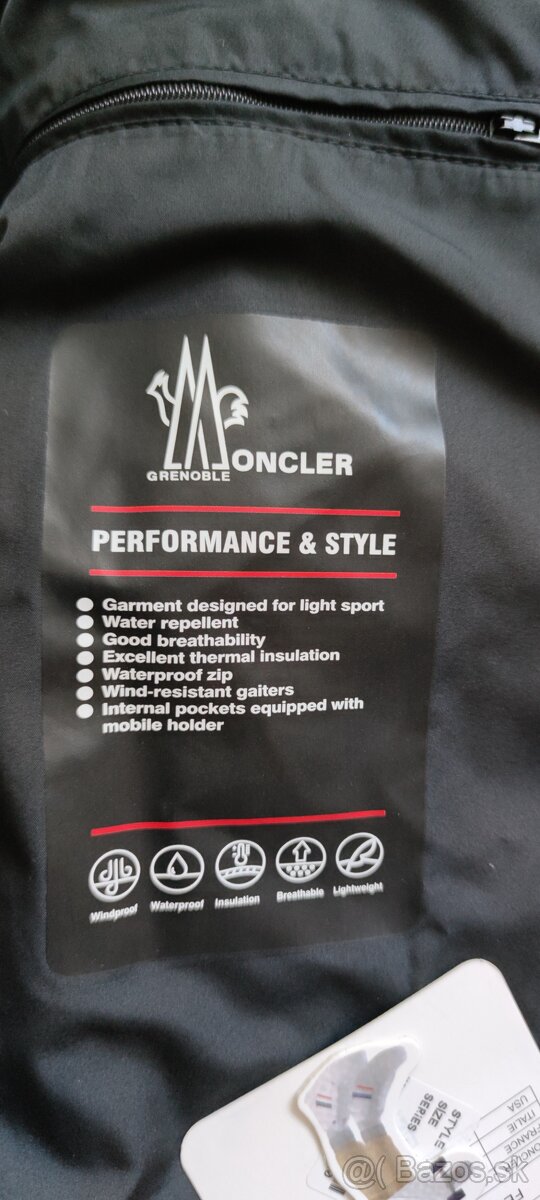 MONCLER
GRENOBLE
PERFORMANCE & STYLE
Garment designed for light sport
Water repellent
Good breathability
Excellent thermal insulation
Waterproof zip
Wind-resistant gaiters
Internal pockets equipped with
mobile holder
Windproof
Waterproof
Insulation
Breathable
Lightweight
STYLE
SIZE
SERIES
USA
ITALIE
FRANCE
@Bazos.sk